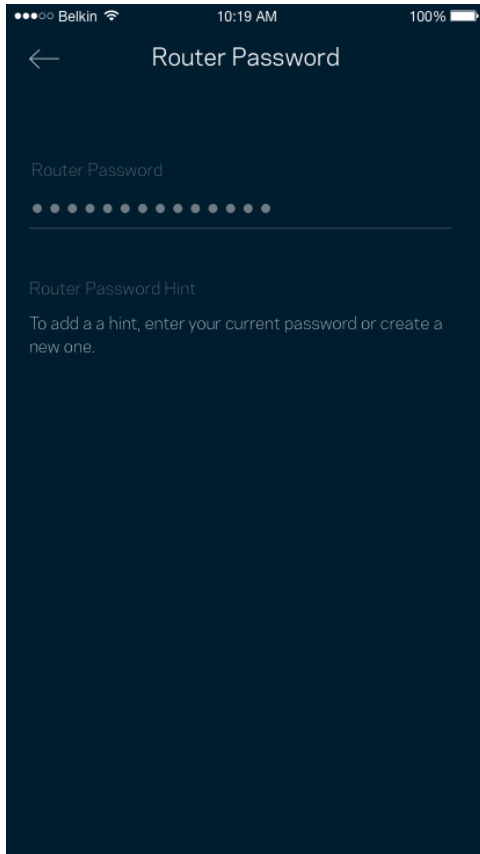 ●●●○○ Belkin 10:19 AM 100%
Router Password
Router Password
●●●●●●●●●●●●●●
Router Password Hint
To add a a hint, enter your current password or create a
new one.